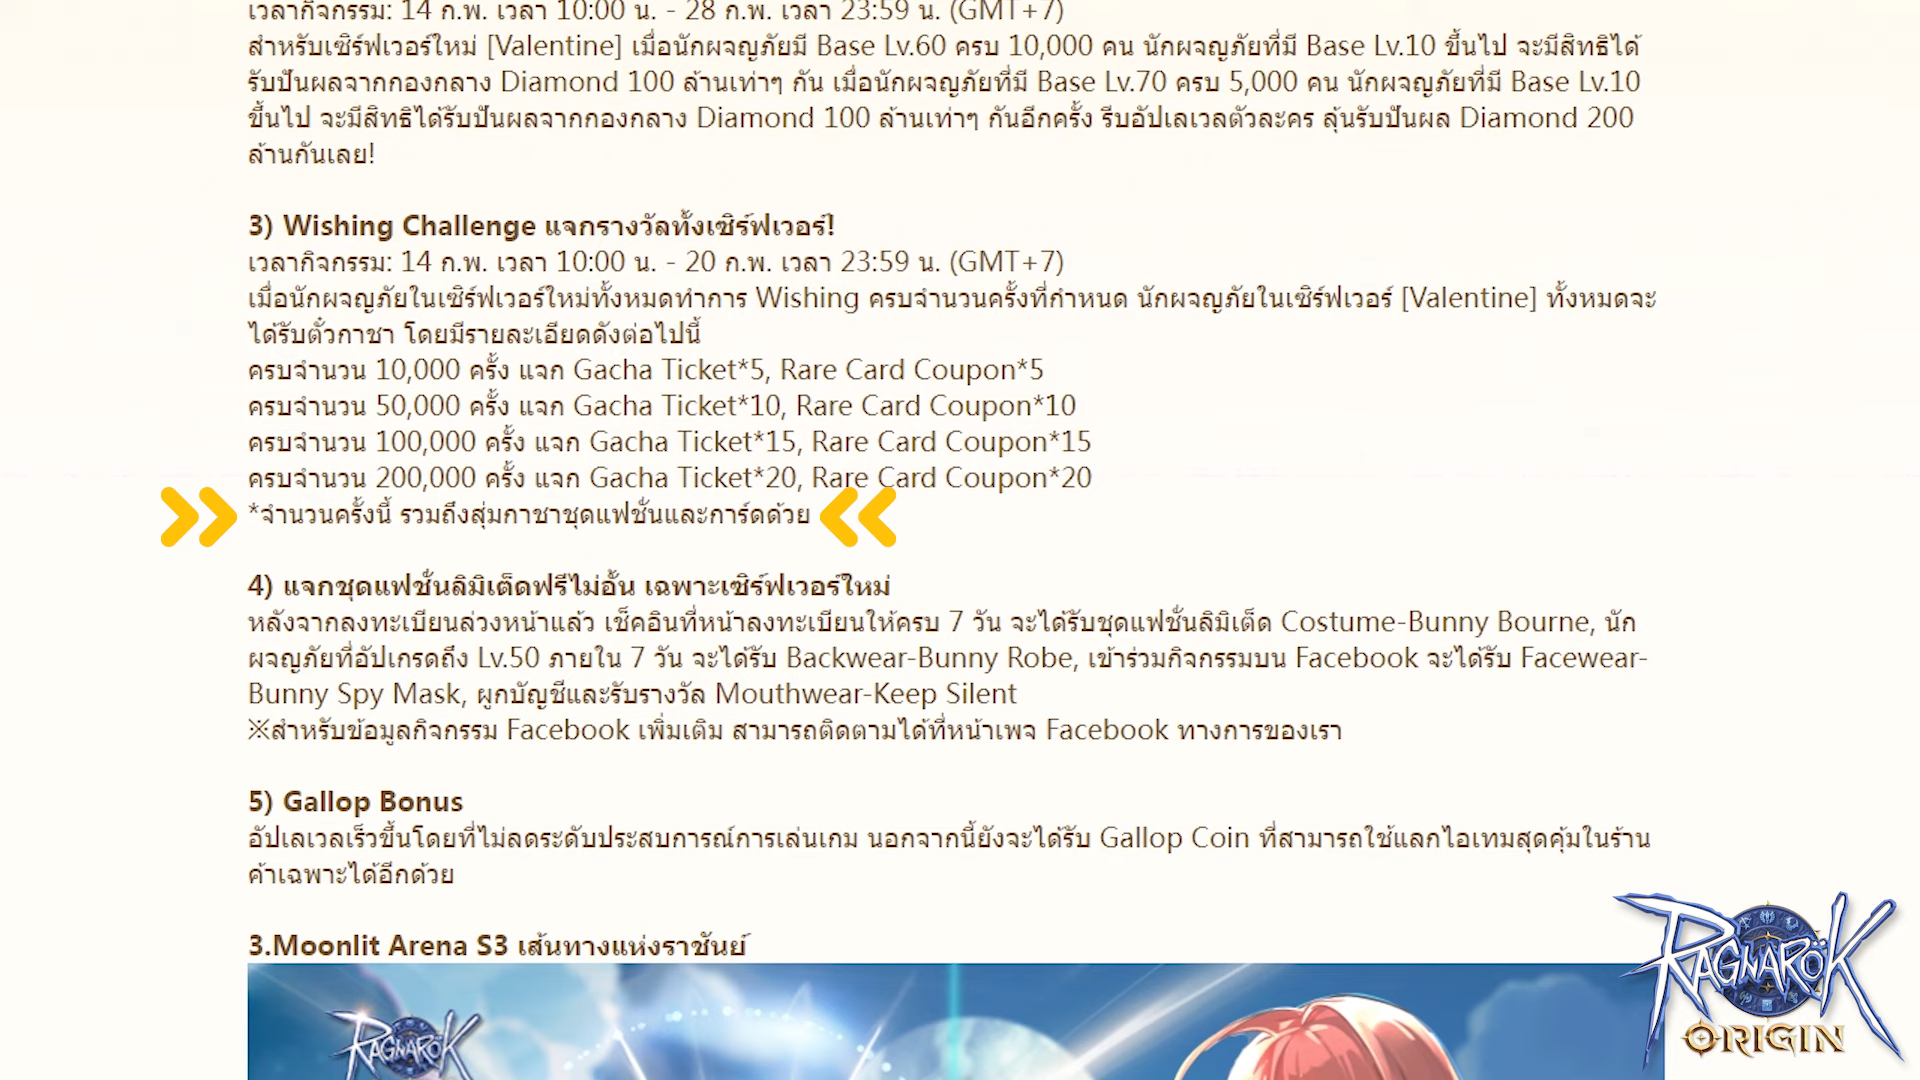 เวลากิจกรรม: 14 ก.พ. เวลา 10:00 น. - 28 ก.พ. เวลา 23:59 น. (GMT+7)
สำหรับเซิร์ฟเวอร์ใหม่ [Valentine] เมื่อนักผจญภัยมี Base Lv.60 ครบ 10,000 คน นักผจญภัยที่มี Base Lv.10 ขึ้นไป จะมีสิทธิได้
รับปันผลจากกองกลาง Diamond 100 ล้านเท่าๆ กัน เมื่อนักผจญภัยที่มี Base Lv.70 ครบ 5,000 คน นักผจญภัยที่มี Base Lv.10
ขึ้นไป จะมีสิทธิได้รับปันผลจากกองกลาง Diamond 100 ล้านเท่าๆ กันอีกครั้ง รีบอัปเลเวลตัวละคร ลุ้นรับปันผล Diamond 200
ล้านกันเลย!
3) Wishing Challenge แจกรางวัลทั้งเซิร์ฟเวอร์!
เวลากิจกรรม: 14 ก.พ. เวลา 10:00 น. - 20 ก.พ. เวลา 23:59 น. (GMT+7)
เมื่อนักผจญภัยในเซิร์ฟเวอร์ใหม่ทั้งหมดทำการ Wishing ครบจำนวนครั้งที่กำหนด นักผจญภัยในเซิร์ฟเวอร์ [Valentine] ทั้งหมดจะ
ได้รับตั๋วกาชา โดยมีรายละเอียดดังต่อไปนี้
ครบจำนวน 10,000 ครั้ง แจก Gacha Ticket*5, Rare Card Coupon*5
ครบจำนวน 50,000 ครั้ง แจก Gacha Ticket*10, Rare Card Coupon*10
ครบจำนวน 100,000 ครั้ง แจก Gacha Ticket*15, Rare Card Coupon*15
ครบจำนวน 200,000 ครั้ง แจก Gacha Ticket*20, Rare Card Coupon*20
*จำนวนครั้งนี้ รวมถึงสุ่มกาชาชุดแฟชั่นและการ์ดด้วย
4) แจกชุดแฟชั่นลิมิเต็ดฟรีไม่อั้น เฉพาะเซิร์ฟเวอร์ใหม่
หลังจากลงทะเบียนล่วงหน้าแล้ว เช็คอินที่หน้าลงทะเบียนให้ครบ 7 วัน จะได้รับชุดแฟชั่นลิมิเต็ด Costume-Bunny Bourne, นัก
ผจญภัยที่อัปเกรดถึง Lv.50 ภายใน 7 วัน จะได้รับ Backwear-Bunny Robe, เข้าร่วมกิจกรรมบน Facebook จะได้รับ Facewear-
Bunny Spy Mask, ผูกบัญชีและรับรางวัล Mouthwear-Keep Silent
※สำหรับข้อมูลกิจกรรม Facebook เพิ่มเติม สามารถติดตามได้ที่หน้าเพจ Facebook ทางการของเรา
5) Gallop Bonus
อัปเลเวลเร็วขึ้นโดยที่ไม่ลดระดับประสบการณ์การเล่นเกม นอกจากนี้ยังจะได้รับ Gallop Coin ที่สามารถใช้แลกไอเทมสุดคุ้มในร้าน
ค้าเฉพาะได้อีกด้วย
3.Moonlit Arena S3 เส้นทางแห่งราชันย์
RAGNARÖK
RAGNARÖK
ORIGIN